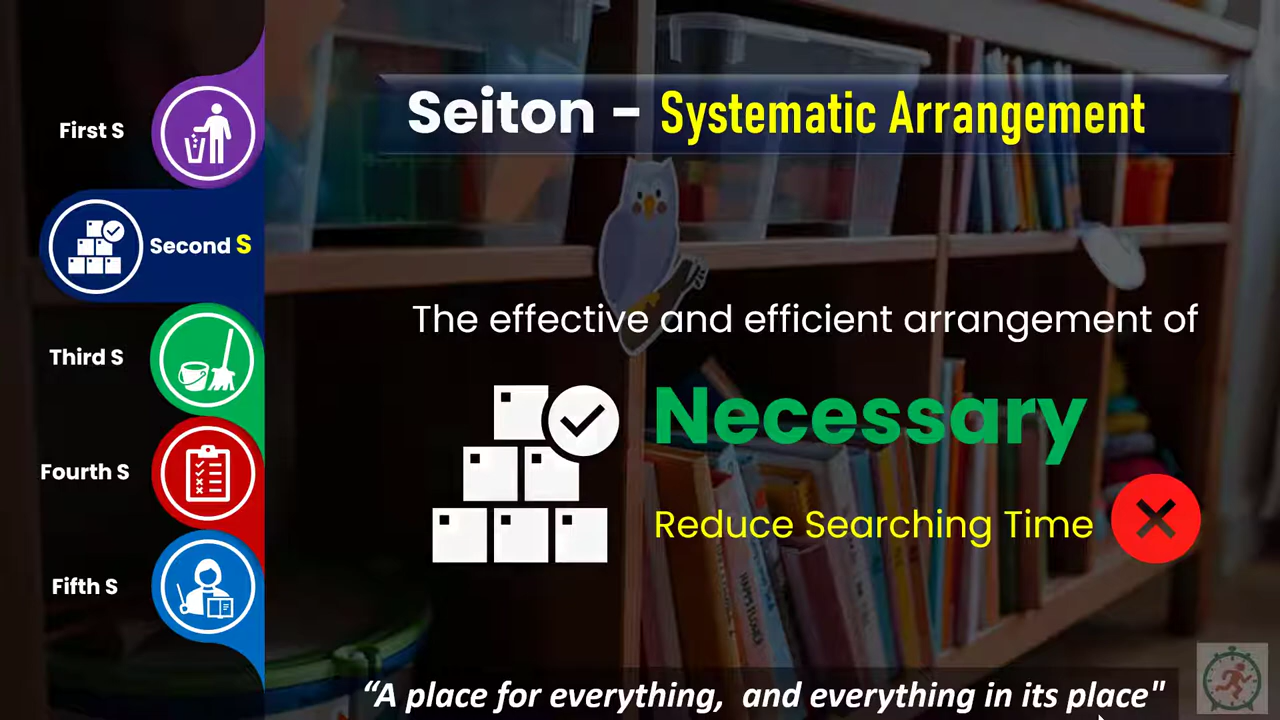 First S
Second S
Third S
Fourth S
Fifth S
Seiton - Systematic Arrangement
The effective and efficient arrangement of
Necessary
Reduce Searching Time
“A place for everything, and everything in its place"